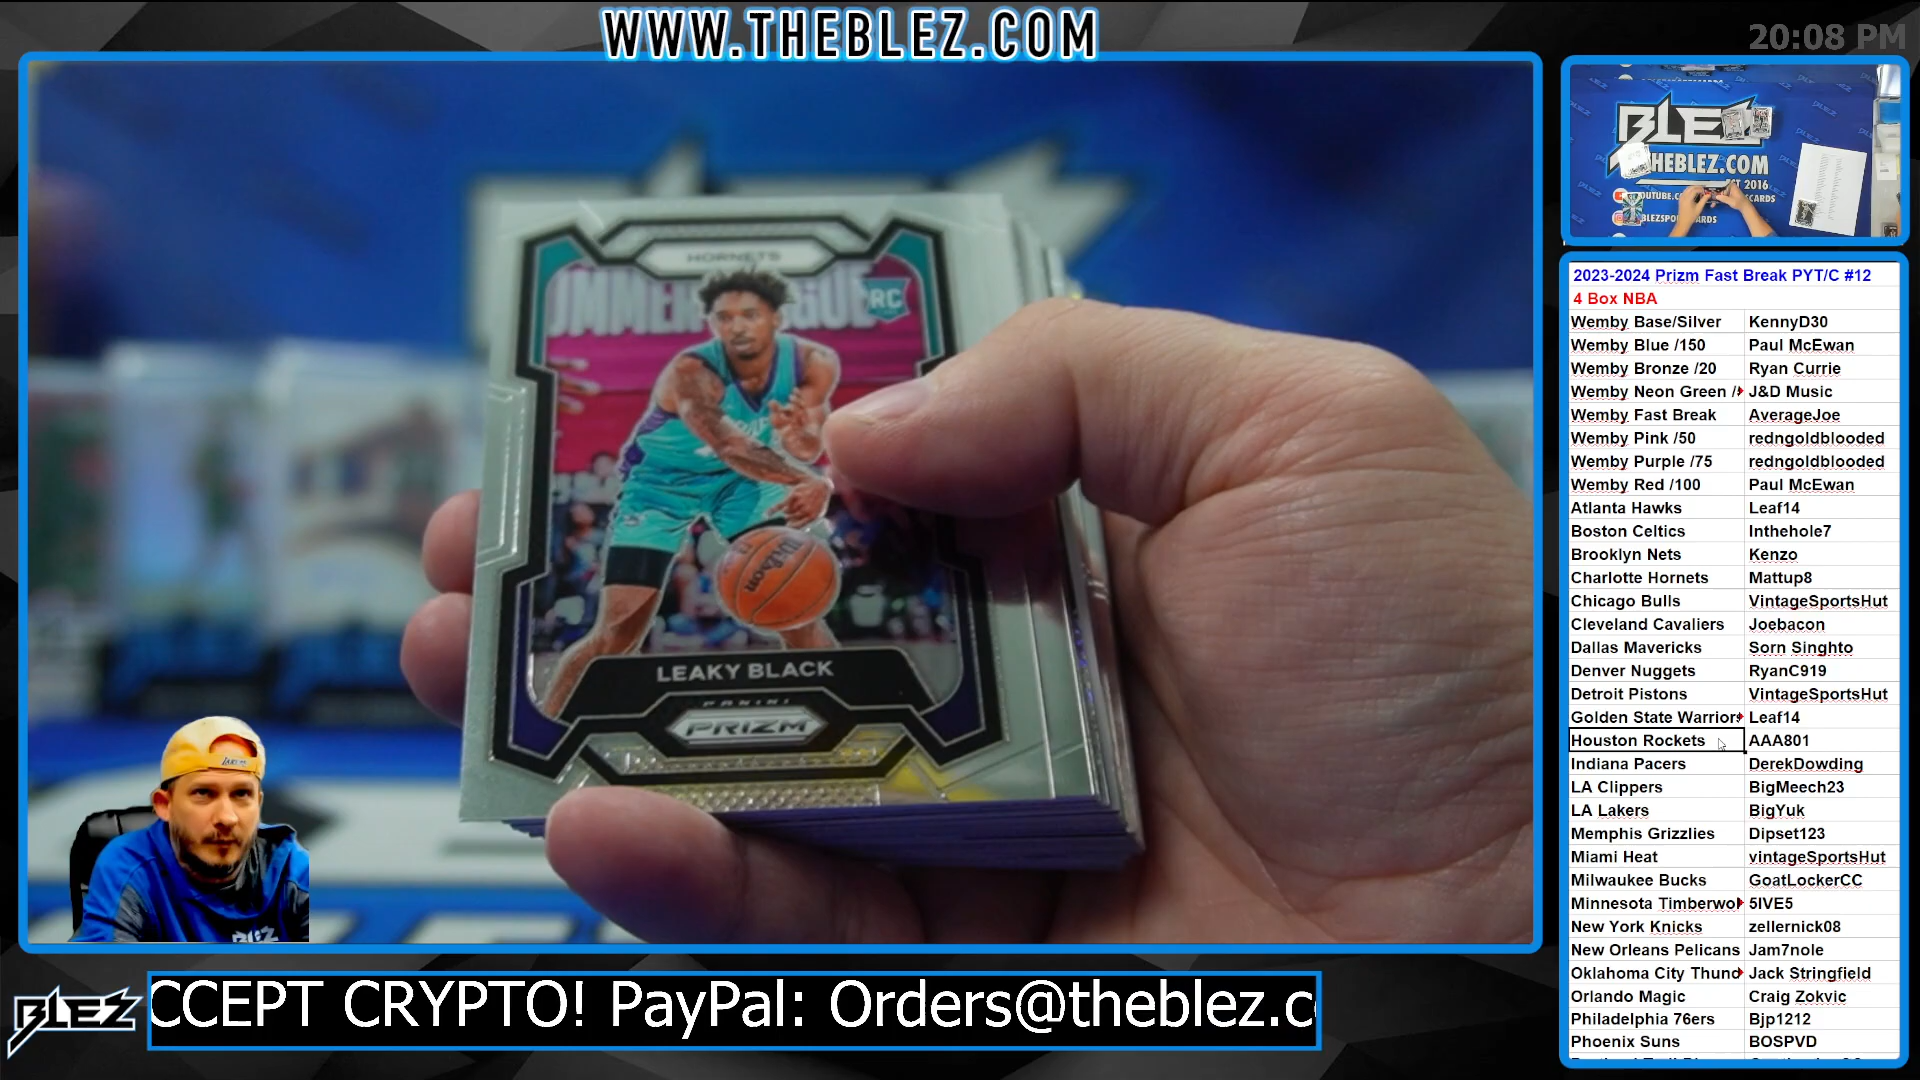 WWW.THEBLEZ.COM
20:08 PM
HORNETS
RC
LEAKY BLACK
PANINI
PRIZM
Wilson
BLEZ
THEBLEZ.COM
EST 2016
2023-2024 Prizm Fast Break PYT/C #12
4 Box NBA
Wemby Base/Silver KennyD30
Wemby Blue /150 Paul McEwan
Wemby Bronze /20 Ryan Currie
Wemby Neon Green / J&D Music
Wemby Fast Break AverageJoe
Wemby Pink /50 redngoldblooded
Wemby Purple /75 redngoldblooded
Wemby Red /100 Paul McEwan
Atlanta Hawks Leaf14
Boston Celtics Inthehole7
Brooklyn Nets Kenzo
Charlotte Hornets Mattup8
Chicago Bulls VintageSportsHut
Cleveland Cavaliers Joebacon
Dallas Mavericks Sorn Singhto
Denver Nuggets RyanC919
Detroit Pistons VintageSportsHut
Golden State Warriors Leaf14
Houston Rockets AAA801
Indiana Pacers DerekDowding
LA Clippers BigMeech23
LA Lakers BigYuk
Memphis Grizzlies Dipset123
Miami Heat vintageSportsHut
Milwaukee Bucks GoatLockerCC
Minnesota Timberwol 5IVE5
New York Knicks zellernick08
New Orleans Pelicans Jam7nole
Oklahoma City Thund Jack Stringfield
Orlando Magic Craig Zokvic
Philadelphia 76ers Bjp1212
Phoenix Suns BOSPVD
BLEZ
CCEPT CRYPTO! PayPal: Orders@theblez.c